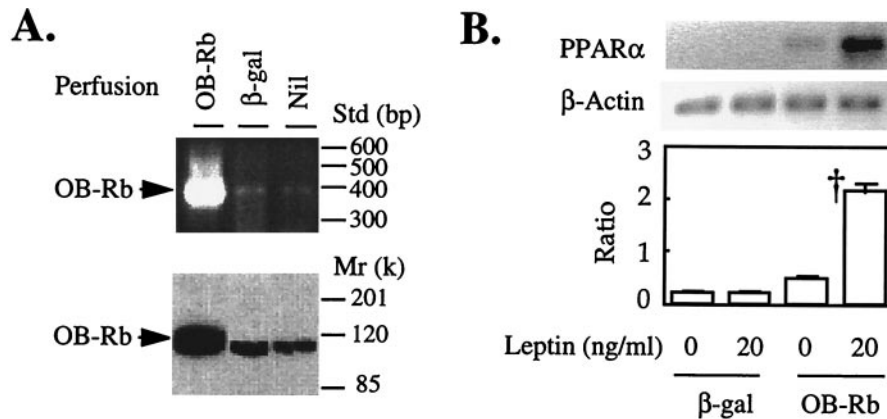 A.
Perfusion
OB-Rb
β-gal
Nil
Std (bp)
OB-Rb
600
500
400
300
Mr (k)
OB-Rb
201
120
85
B.
PPARα
β-Actin
Ratio
3
2
1
0
†
Leptin (ng/ml) 0 20 0 20
β-gal OB-Rb